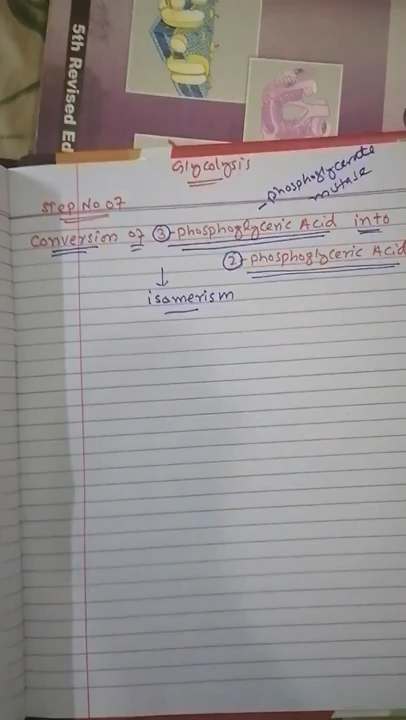 5th Revised Ed
Glycolysis
Step No 07
phosphoglycerate
mutase
Conversion of ③-phosphoglyceric Acid into
② phosphoglyceric Acid
↓
isomerism